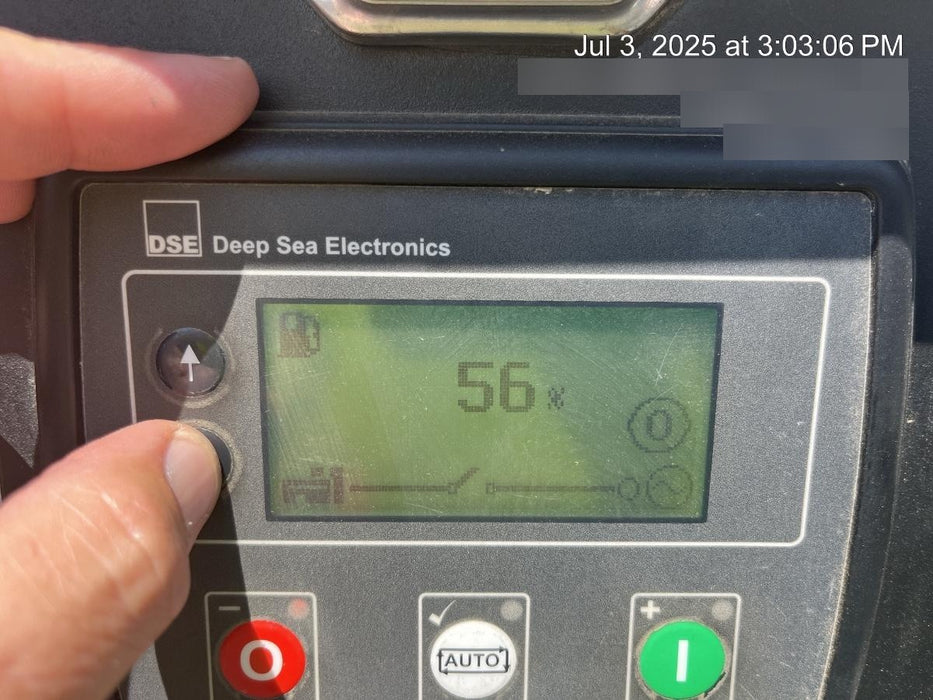 Jul 3, 2025 at 3:03:06 PM
DSE Deep Sea Electronics
56 %
0
O
AUTO
I